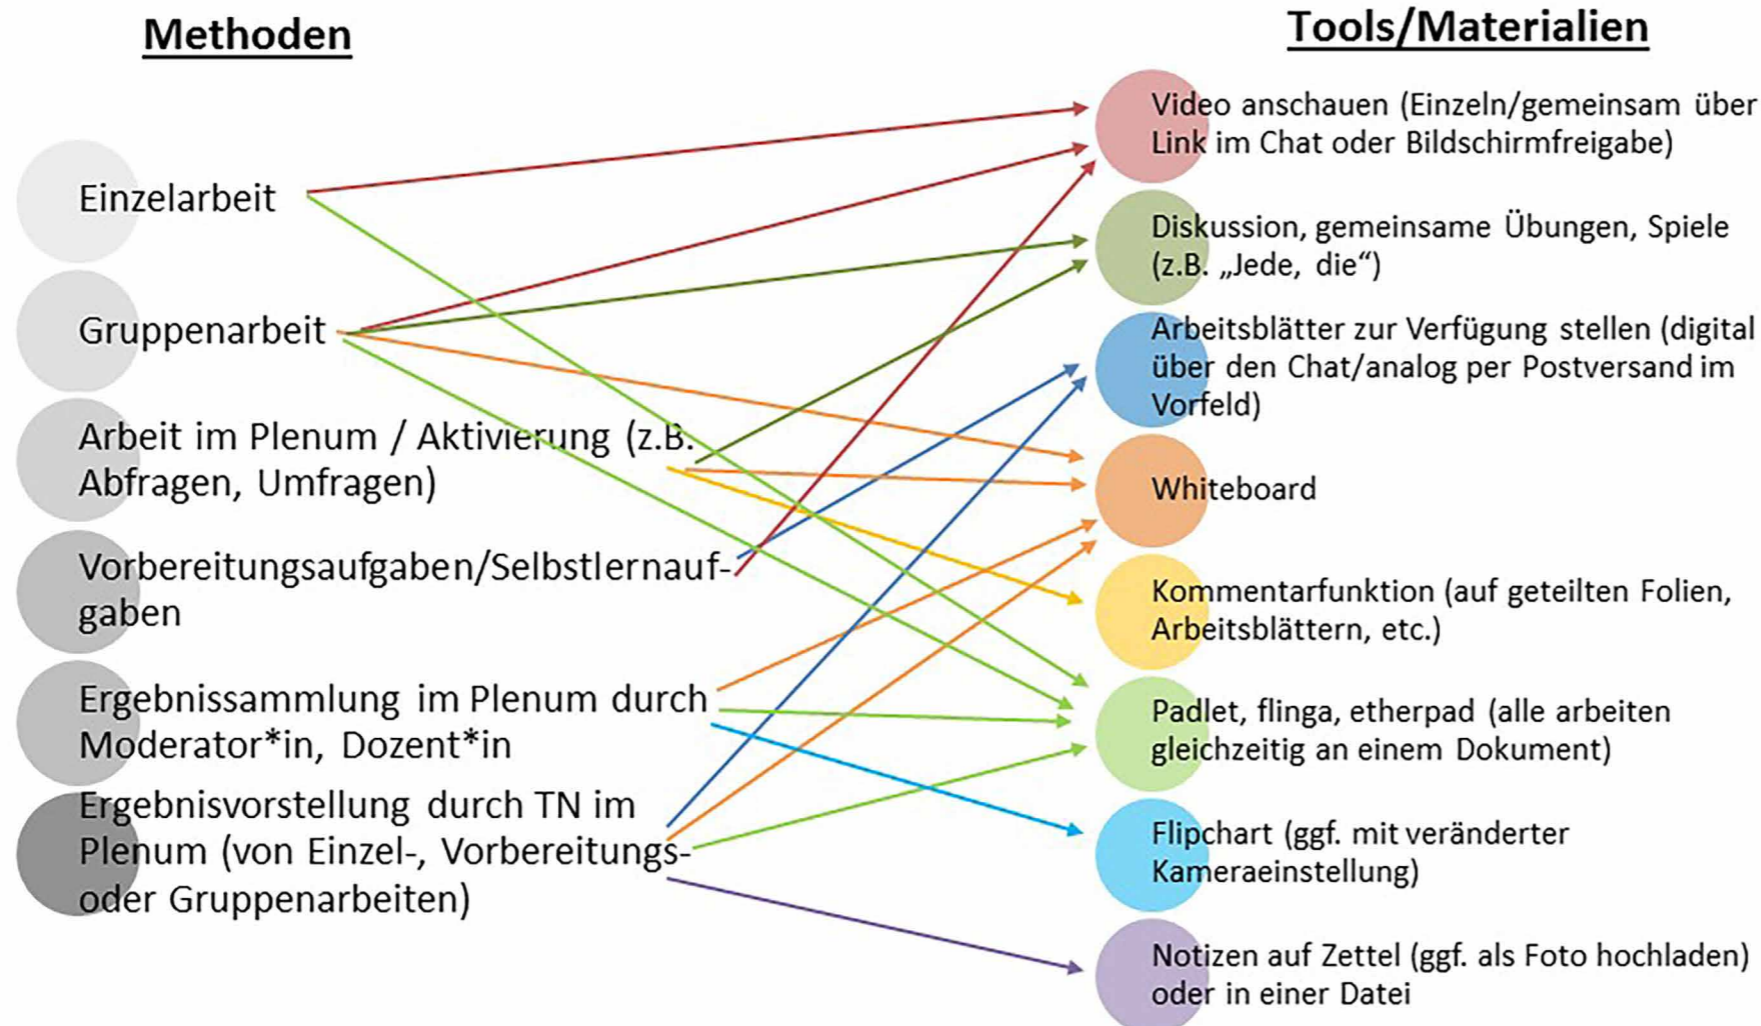 Methoden
Einzelarbeit
Gruppenarbeit
Arbeit im Plenum / Aktivierung (z.B.
Abfragen, Umfragen)
Vorbereitungsaufgaben/Selbstlernauf-
gaben
Ergebnissammlung im Plenum durch
Moderator*in, Dozent*in
Ergebnisvorstellung durch TN im
Plenum (von Einzel-, Vorbereitungs-
oder Gruppenarbeiten)
Tools/Materialien
Video anschauen (Einzeln/gemeinsam über
Link im Chat oder Bildschirmfreigabe)
Diskussion, gemeinsame Übungen, Spiele
(z.B. „Jede, die“)
Arbeitsblätter zur Verfügung stellen (digital
über den Chat/analog per Postversand im
Vorfeld)
Whiteboard
Kommentarfunktion (auf geteilten Folien,
Arbeitsblättern, etc.)
Padlet, flinga, etherpad (alle arbeiten
gleichzeitig an einem Dokument)
Flipchart (ggf. mit veränderter
Kameraeinstellung)
Notizen auf Zettel (ggf. als Foto hochladen)
oder in einer Datei